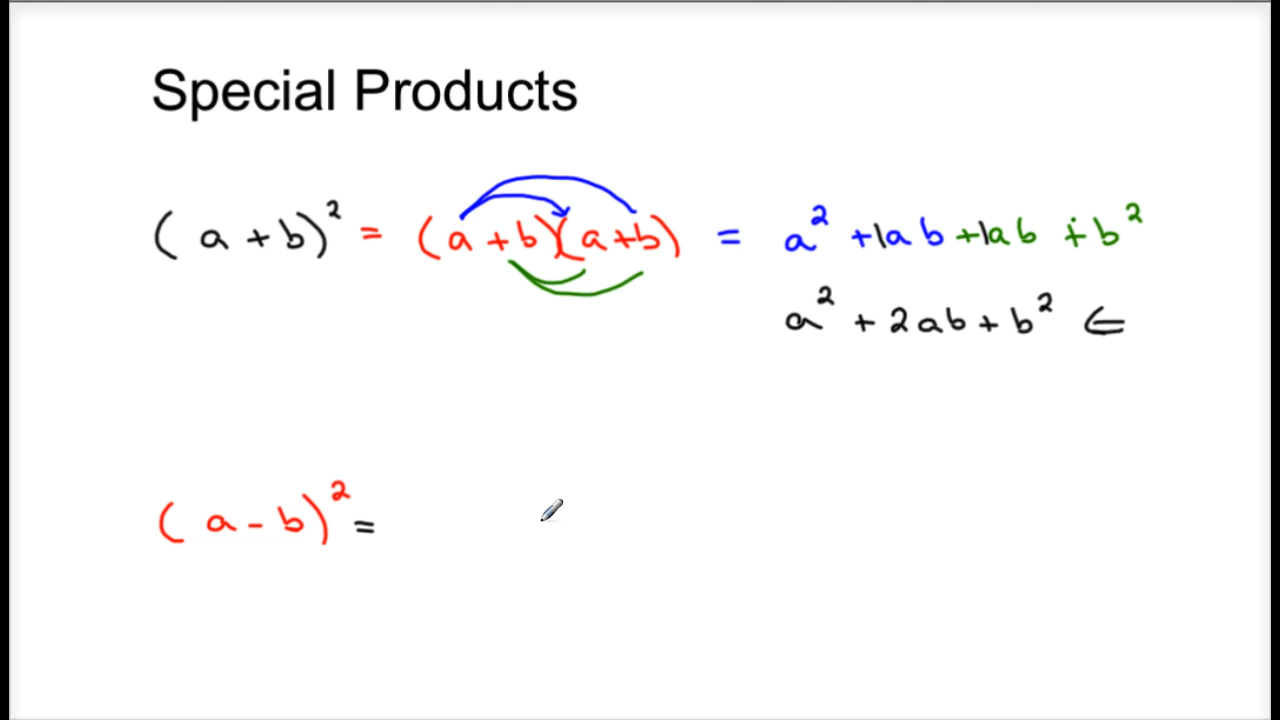 Special Products
(a + b)² = (a + b)(a + b) = a² + 1ab + 1ab + b²
a² + 2ab + b² ⇐
(a - b)² =